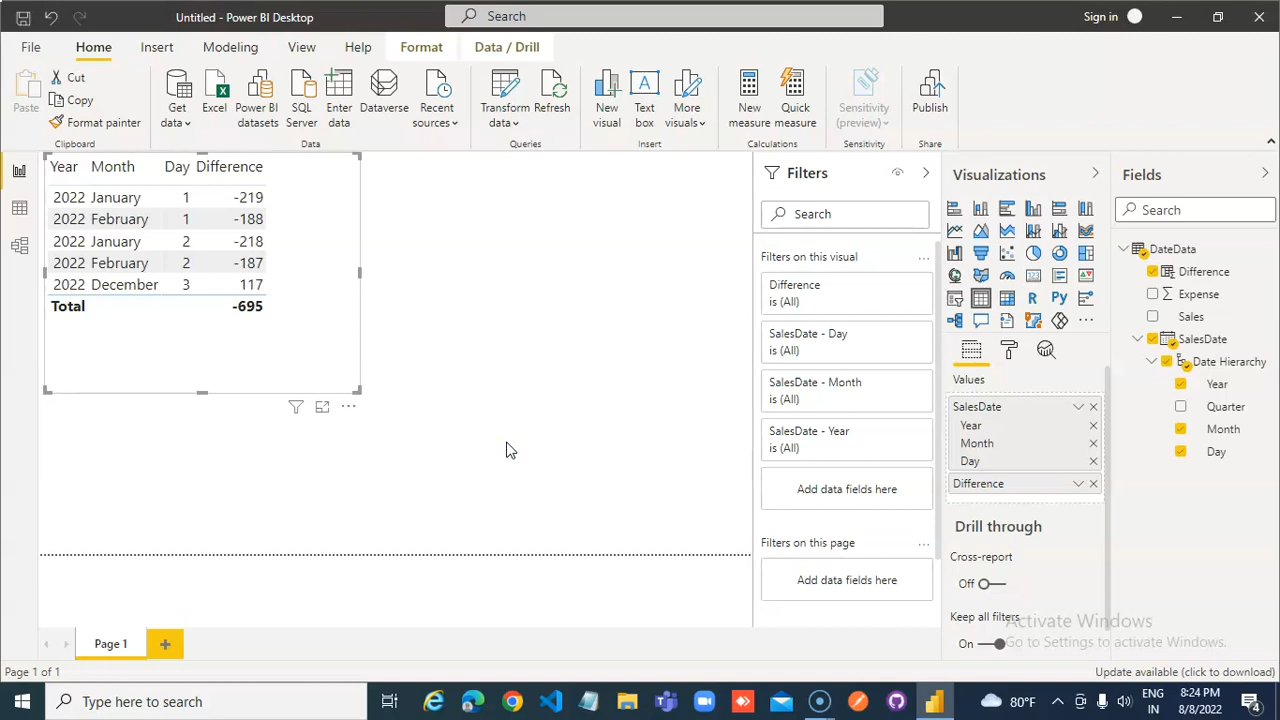 Untitled - Power BI Desktop
Search
Sign in
File
Home
Insert
Modeling
View
Help
Format
Data / Drill
Paste
Cut
Copy
Format painter
Clipboard
Get data
Excel
Power BI datasets
SQL Server
Enter data
Dataverse
Recent sources
Data
Transform data
Refresh
Queries
New visual
Text box
More visuals
Insert
New measure
Quick measure
Calculations
Sensitivity (preview)
Sensitivity
Publish
Share
Year Month Day Difference
2022 January 1 -219
2022 February 1 -188
2022 January 2 -218
2022 February 2 -187
2022 December 3 117
Total -695
Filters
Search
Filters on this visual ...
Difference
is (All)
SalesDate - Day
is (All)
SalesDate - Month
is (All)
SalesDate - Year
is (All)
Add data fields here
Filters on this page ...
Add data fields here
Visualizations
R Py
...
Values
SalesDate
Year
Month
Day
Difference
Drill through
Cross-report
Off
Keep all filters
On
Fields
Search
DateData
Difference
Expense
Sales
SalesDate
Date Hierarchy
Year
Quarter
Month
Day
Activate Windows
Go to Settings to activate Windows.
Page 1
Page 1 of 1
Update available (click to download)
Type here to search
80°F
ENG
IN
8:24 PM
8/8/2022
4